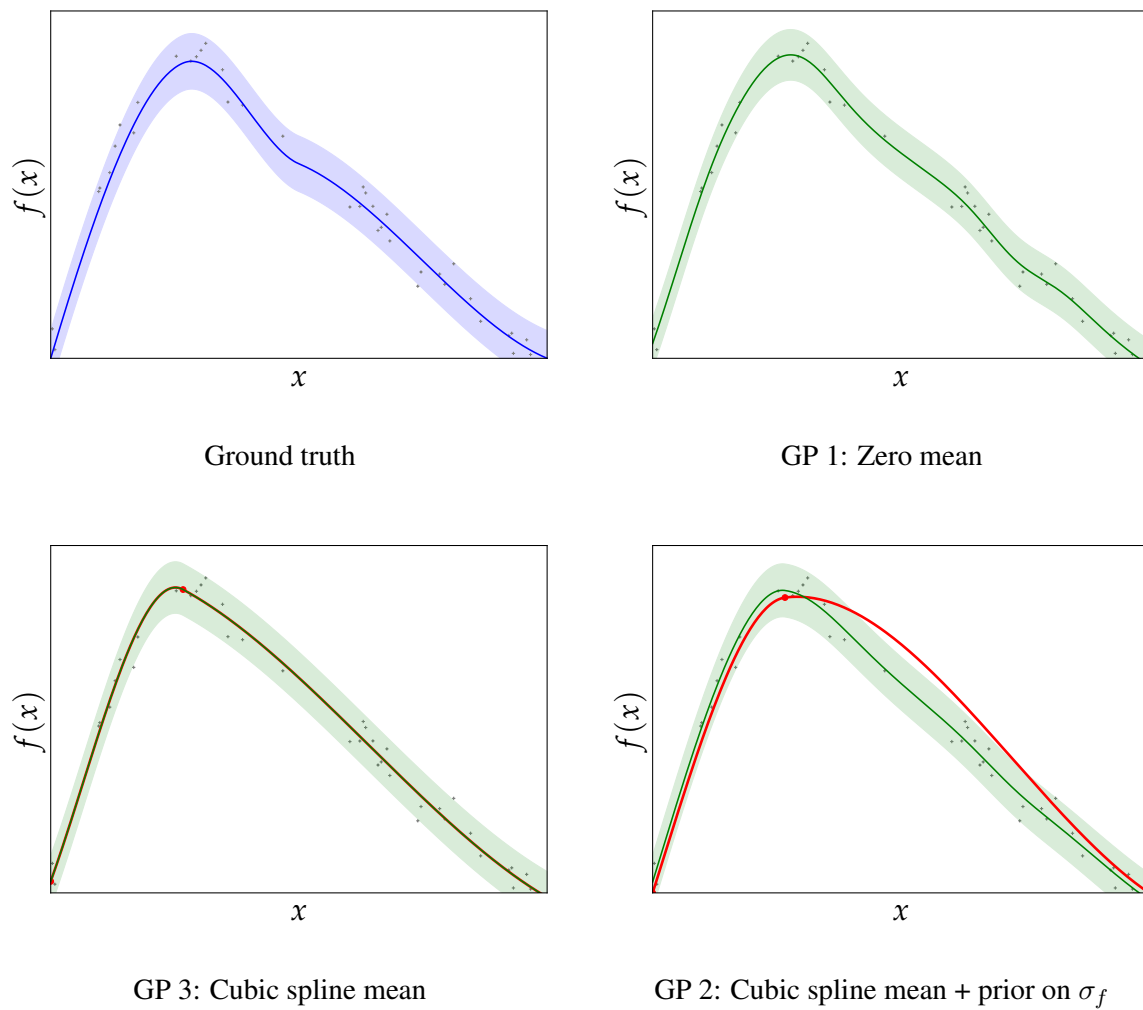 f(x)
x
Ground truth
f(x)
x
GP 1: Zero mean
f(x)
x
GP 3: Cubic spline mean
f(x)
x
GP 2: Cubic spline mean + prior on σ_f